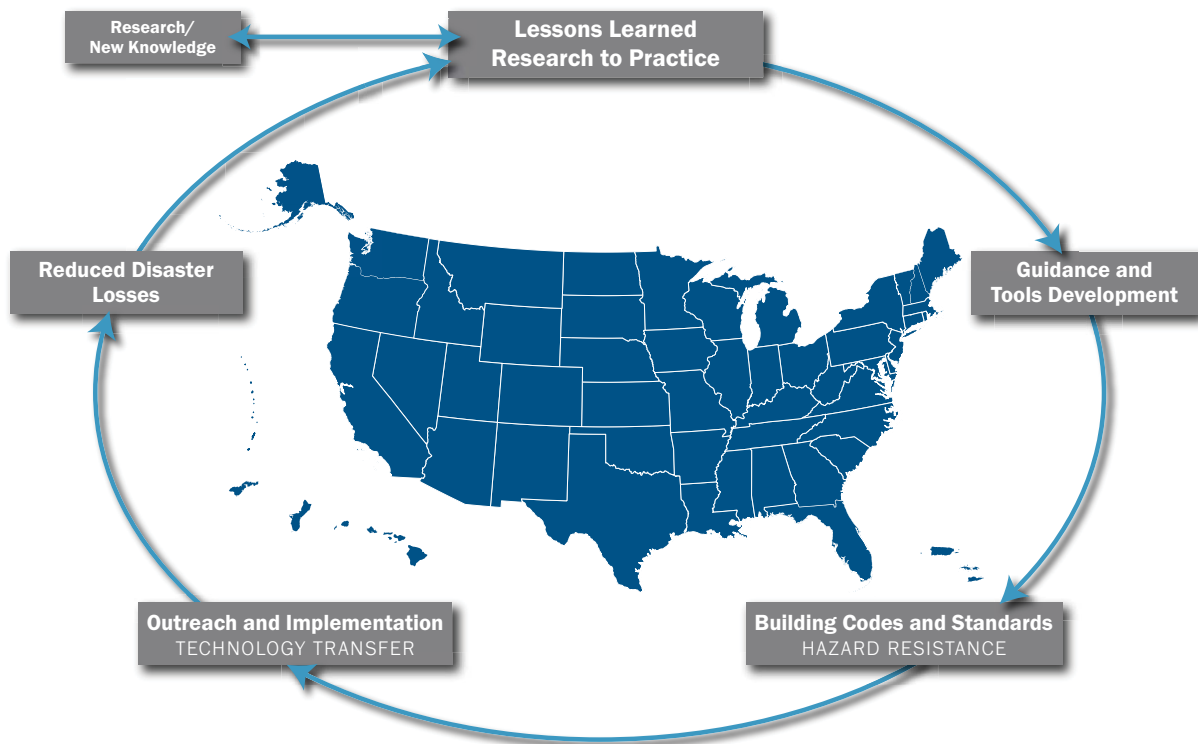 Research/
New Knowledge
Lessons Learned
Research to Practice
Reduced Disaster
Losses
Guidance and
Tools Development
Outreach and Implementation
TECHNOLOGY TRANSFER
Building Codes and Standards
HAZARD RESISTANCE